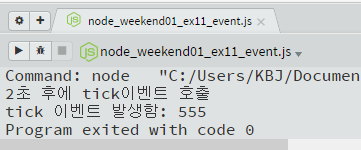 node_weekend01_ex11_event.js
node_weekend01_ex11_event.js
Command: node "C:/Users/KBJ/Documen
2초 후에 tick이벤트 호출
tick 이벤트 발생함: 555
Program exited with code 0